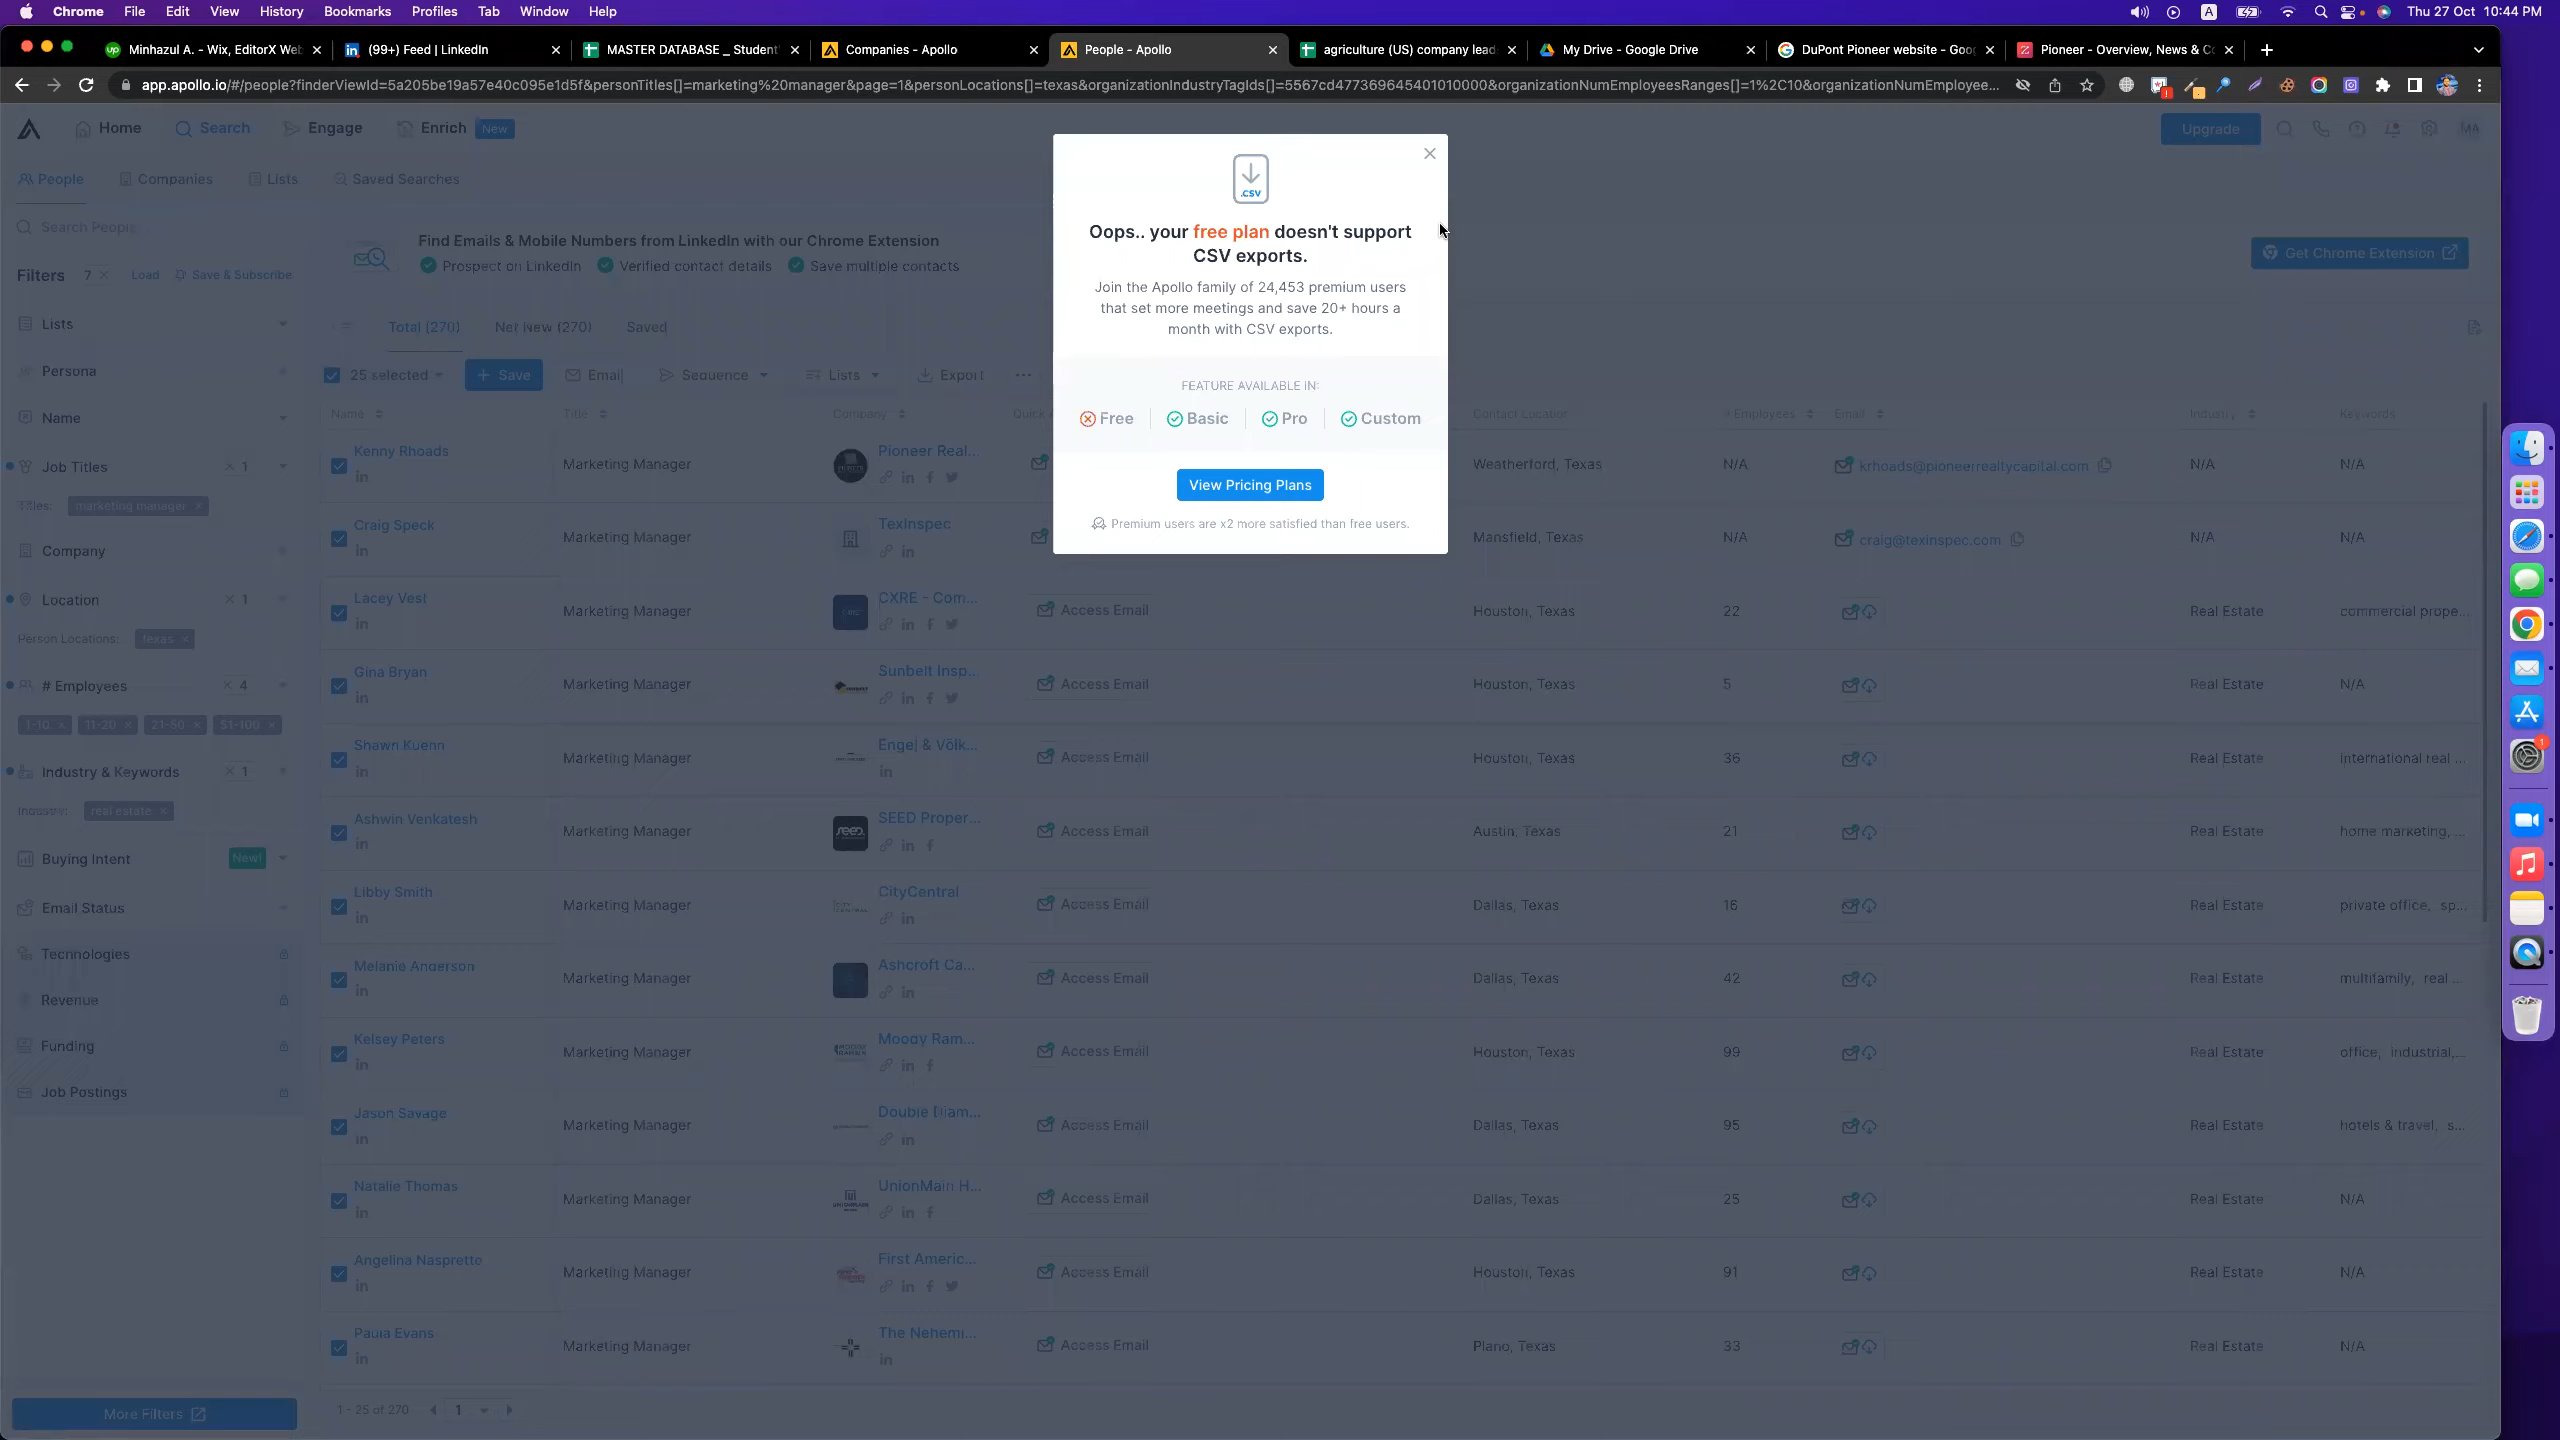 Chrome File Edit View History Bookmarks Profiles Tab Window Help A Thu 27 Oct 10:44 PM
Minhazul A. - Wix, EditorX Web (99+) Feed | LinkedIn MASTER DATABASE _ Student' Companies - Apollo People - Apollo agriculture (US) company lead My Drive - Google Drive DuPont Pioneer website - Goo Pioneer - Overview, News & Co
app.apollo.io/#/people?finderViewId=5a205be19a57e40c095e1d5f&personTitles[]=marketing%20manager&page=1&personLocations[]=texas&organizationIndustryTagIds[]=5567cd477369645401010000&organizationNumEmployeesRanges[]=1%2C10&organizationNumEmployee...
Home Search Engage Enrich New Upgrade MA
People Companies Lists Saved Searches
Search People...
Filters 7 Load Save & Subscribe
Lists
Persona
Name
Job Titles 1
Titles: marketing manager
Company
Location 1
Person Locations: texas
# Employees 4
1-10 11-20 21-50 51-100
Industry & Keywords 1
Industry: real estate
Buying Intent New!
Email Status
Technologies
Revenue
Funding
Job Postings
More Filters
Find Emails & Mobile Numbers from LinkedIn with our Chrome Extension
Prospect on LinkedIn Verified contact details Save multiple contacts
Get Chrome Extension
Total (270) Net New (270) Saved
25 selected + Save Email Sequence Lists Export ...
Name Title Company Contact Location # Employees Email Industry Keywords
Kenny Rhoads Marketing Manager Pioneer Real... Weatherford, Texas N/A krhoads@pioneerrealtycapital.com N/A N/A
Craig Speck Marketing Manager TexInspec Mansfield, Texas N/A craig@texinspec.com N/A N/A
Lacey Vest Marketing Manager CXRE - Com... Access Email Houston, Texas 22 Real Estate commercial prope...
Gina Bryan Marketing Manager Sunbelt Insp... Access Email Houston, Texas 5 Real Estate N/A
Shawn Kuenn Marketing Manager Engel & Völk... Access Email Houston, Texas 36 Real Estate international real ...
Ashwin Venkatesh Marketing Manager SEED Proper... Access Email Austin, Texas 21 Real Estate home marketing, ...
Libby Smith Marketing Manager CityCentral Access Email Dallas, Texas 16 Real Estate private office, sp...
Melanie Anderson Marketing Manager Ashcroft Ca... Access Email Dallas, Texas 42 Real Estate multifamily, real ...
Kelsey Peters Marketing Manager Moody Ram... Access Email Houston, Texas 99 Real Estate office, industrial,...
Jason Savage Marketing Manager Double Diam... Access Email Dallas, Texas 95 Real Estate hotels & travel, s...
Natalie Thomas Marketing Manager UnionMain H... Access Email Dallas, Texas 25 Real Estate N/A
Angelina Naspretto Marketing Manager First Americ... Access Email Houston, Texas 91 Real Estate N/A
Paula Evans Marketing Manager The Nehemi... Access Email Plano, Texas 33 Real Estate N/A
1 - 25 of 270 1
.CSV
Oops.. your free plan doesn't support
CSV exports.
Join the Apollo family of 24,453 premium users
that set more meetings and save 20+ hours a
month with CSV exports.
FEATURE AVAILABLE IN:
Free Basic Pro Custom
View Pricing Plans
Premium users are x2 more satisfied than free users.